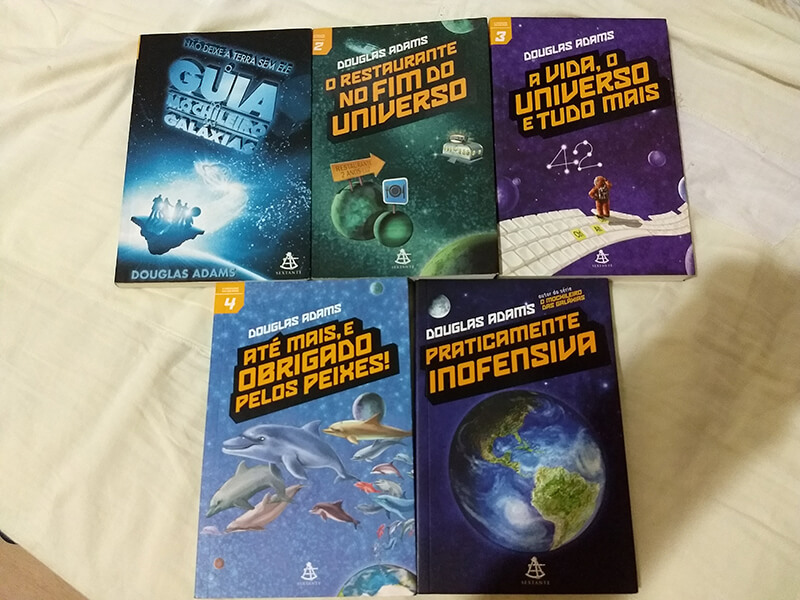 NÃO DEIXE A TERRA SEM ELE
O GUIA
DO
MOCHILEIRO
DAS
GALÁXIAS
DOUGLAS ADAMS
2
DOUGLAS ADAMS
O RESTAURANTE
NO FIM DO
UNIVERSO
RESTAURANTE
SEXTANTE
3
DOUGLAS ADAMS
A VIDA, O
UNIVERSO
E TUDO MAIS
42
SEXTANTE
4
DOUGLAS ADAMS
ATÉ MAIS, E
OBRIGADO
PELOS PEIXES!
SEXTANTE
DOUGLAS ADAMS
autor da série
O MOCHILEIRO
DAS GALÁXIAS
PRATICAMENTE
INOFENSIVA
SEXTANTE